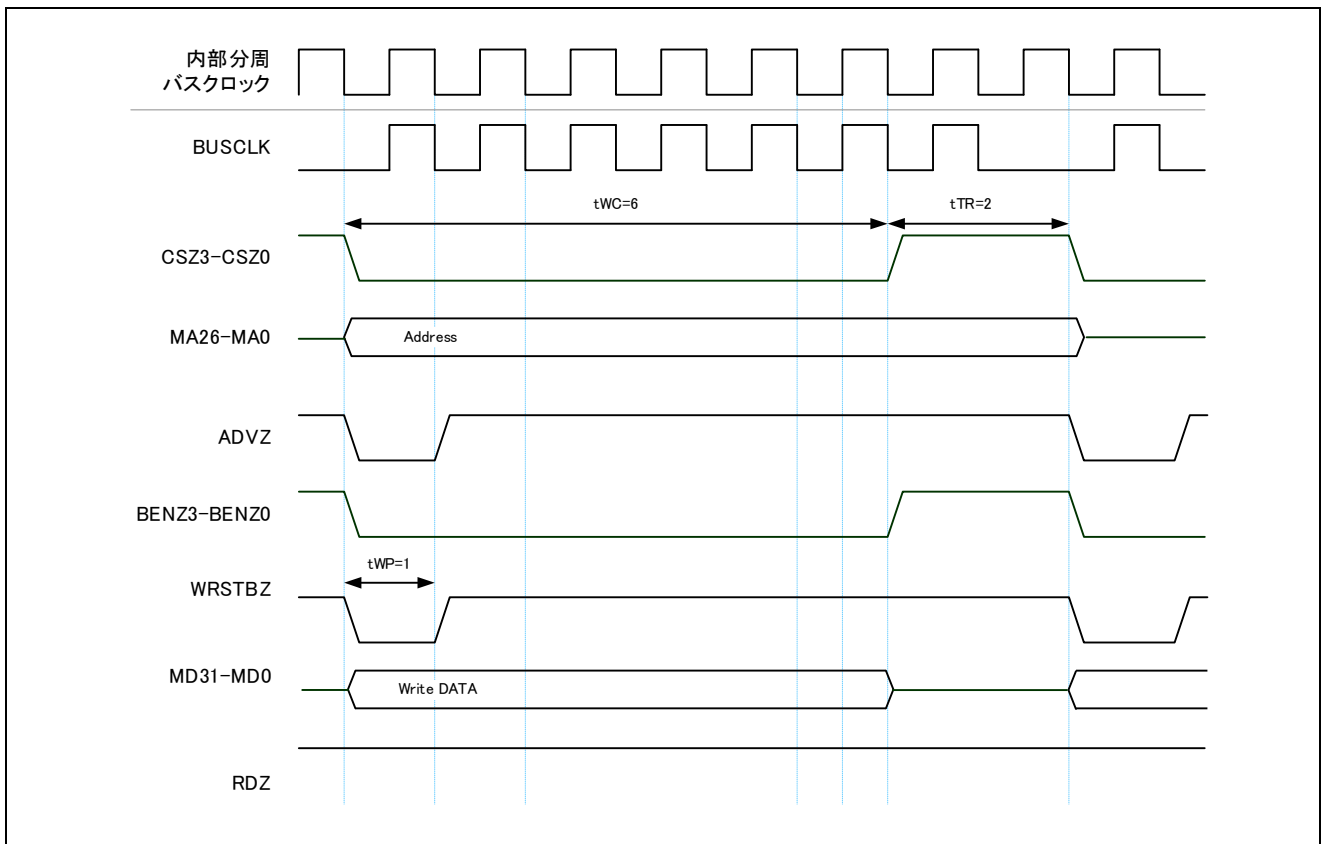 内部分周
バスクロック
BUSCLK
tWC=6
tTR=2
CSZ3-CSZ0
MA26-MA0
Address
ADVZ
BENZ3-BENZ0
tWP=1
WRSTBZ
MD31-MD0
Write DATA
RDZ